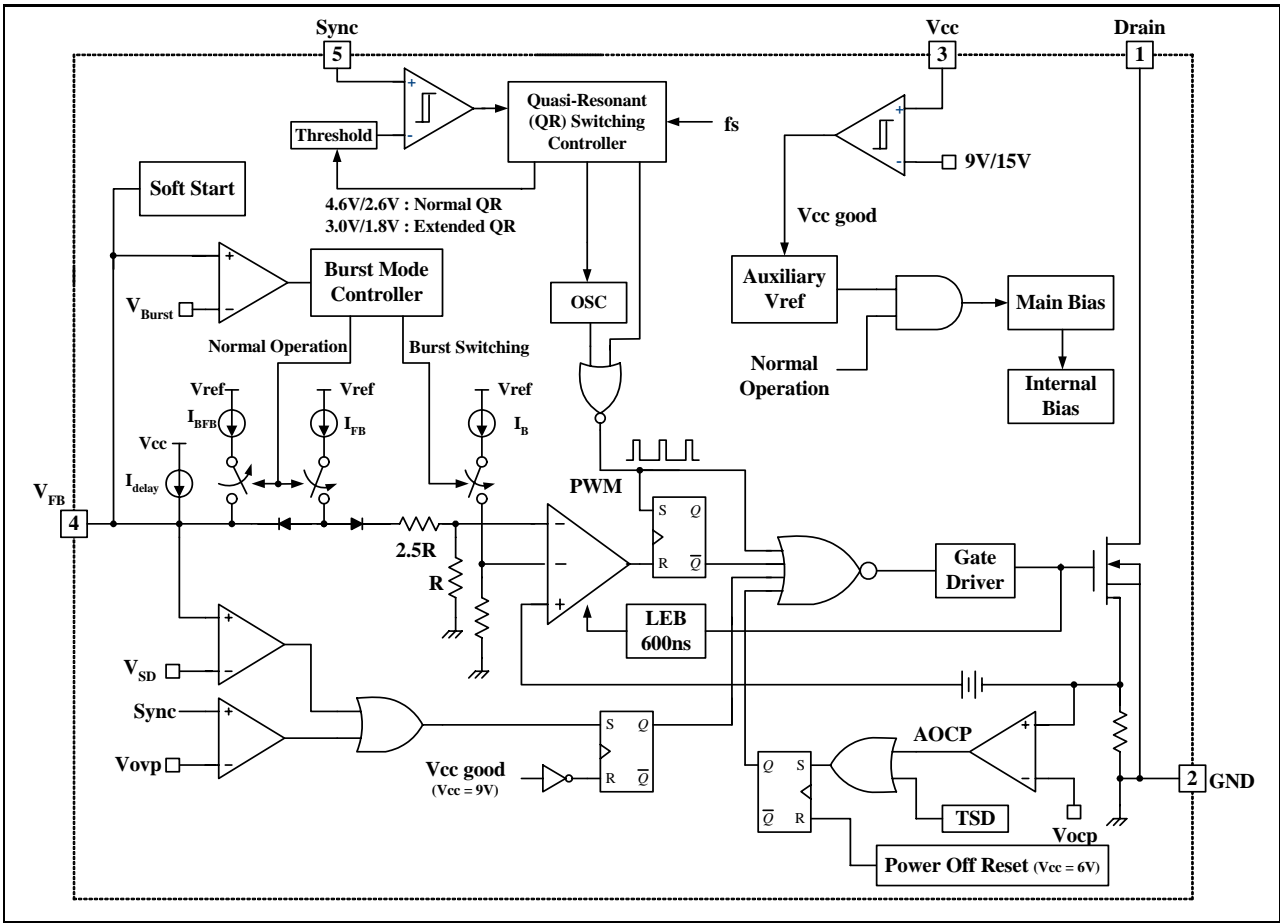 Sync
5
Vcc
3
Drain
1
+
-
Threshold
Quasi-Resonant
(QR) Switching
Controller
fs
+
-
9V/15V
4.6V/2.6V : Normal QR
3.0V/1.8V : Extended QR
Soft Start
Vcc good
+
−
VBurst
Burst Mode
Controller
OSC
Auxiliary
Vref
Main Bias
Normal Operation
Burst Switching
Normal
Operation
Internal
Bias
Vref
IBFB
Vref
IFB
Vref
IB
Vcc
Idelay
VFB
4
2.5R
R
PWM
−
−
+
S
Q
R
Q
LEB
600ns
Gate
Driver
+
−
VSD
Sync
+
−
Vovp
Vcc good
(Vcc = 9V)
S
Q
R
Q
Q
S
Q
R
AOCP
+
−
TSD
Vocp
2
GND
Power Off Reset (Vcc = 6V)